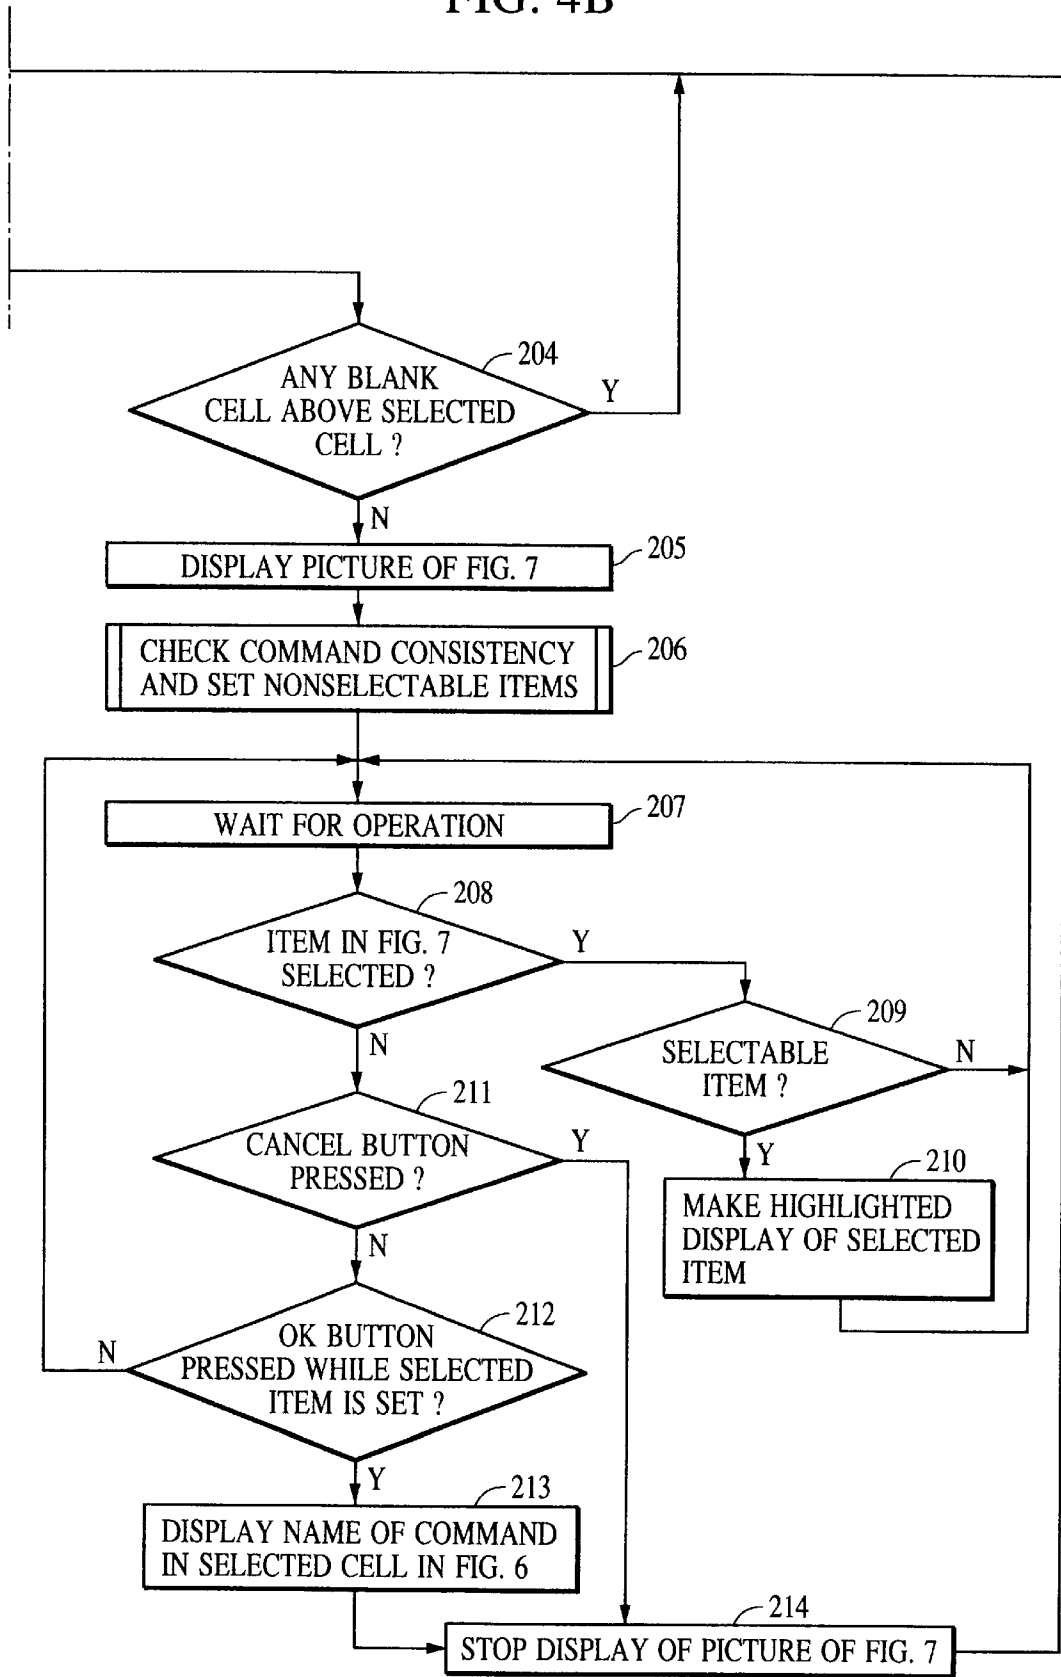 FIG. 4B
204
ANY BLANK
CELL ABOVE SELECTED
CELL ?
Y
N
205
DISPLAY PICTURE OF FIG. 7
206
CHECK COMMAND CONSISTENCY
AND SET NONSELECTABLE ITEMS
207
WAIT FOR OPERATION
208
ITEM IN FIG. 7
SELECTED ?
Y
N
209
SELECTABLE
ITEM ?
N
Y
211
CANCEL BUTTON
PRESSED ?
Y
N
210
MAKE HIGHLIGHTED
DISPLAY OF SELECTED
ITEM
212
OK BUTTON
PRESSED WHILE SELECTED
ITEM IS SET ?
N
Y
213
DISPLAY NAME OF COMMAND
IN SELECTED CELL IN FIG. 6
214
STOP DISPLAY OF PICTURE OF FIG. 7